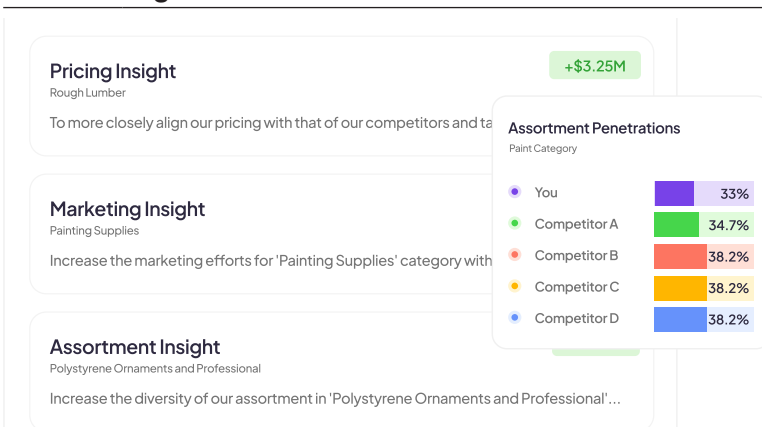 Pricing Insight
+$3.25M
Rough Lumber
To more closely align our pricing with that of our competitors and ta
Marketing Insight
Painting Supplies
Increase the marketing efforts for 'Painting Supplies' category with
Assortment Insight
Polystyrene Ornaments and Professional
Increase the diversity of our assortment in 'Polystyrene Ornaments and Professional'...
Assortment Penetrations
Paint Category
You 33%
Competitor A 34.7%
Competitor B 38.2%
Competitor C 38.2%
Competitor D 38.2%